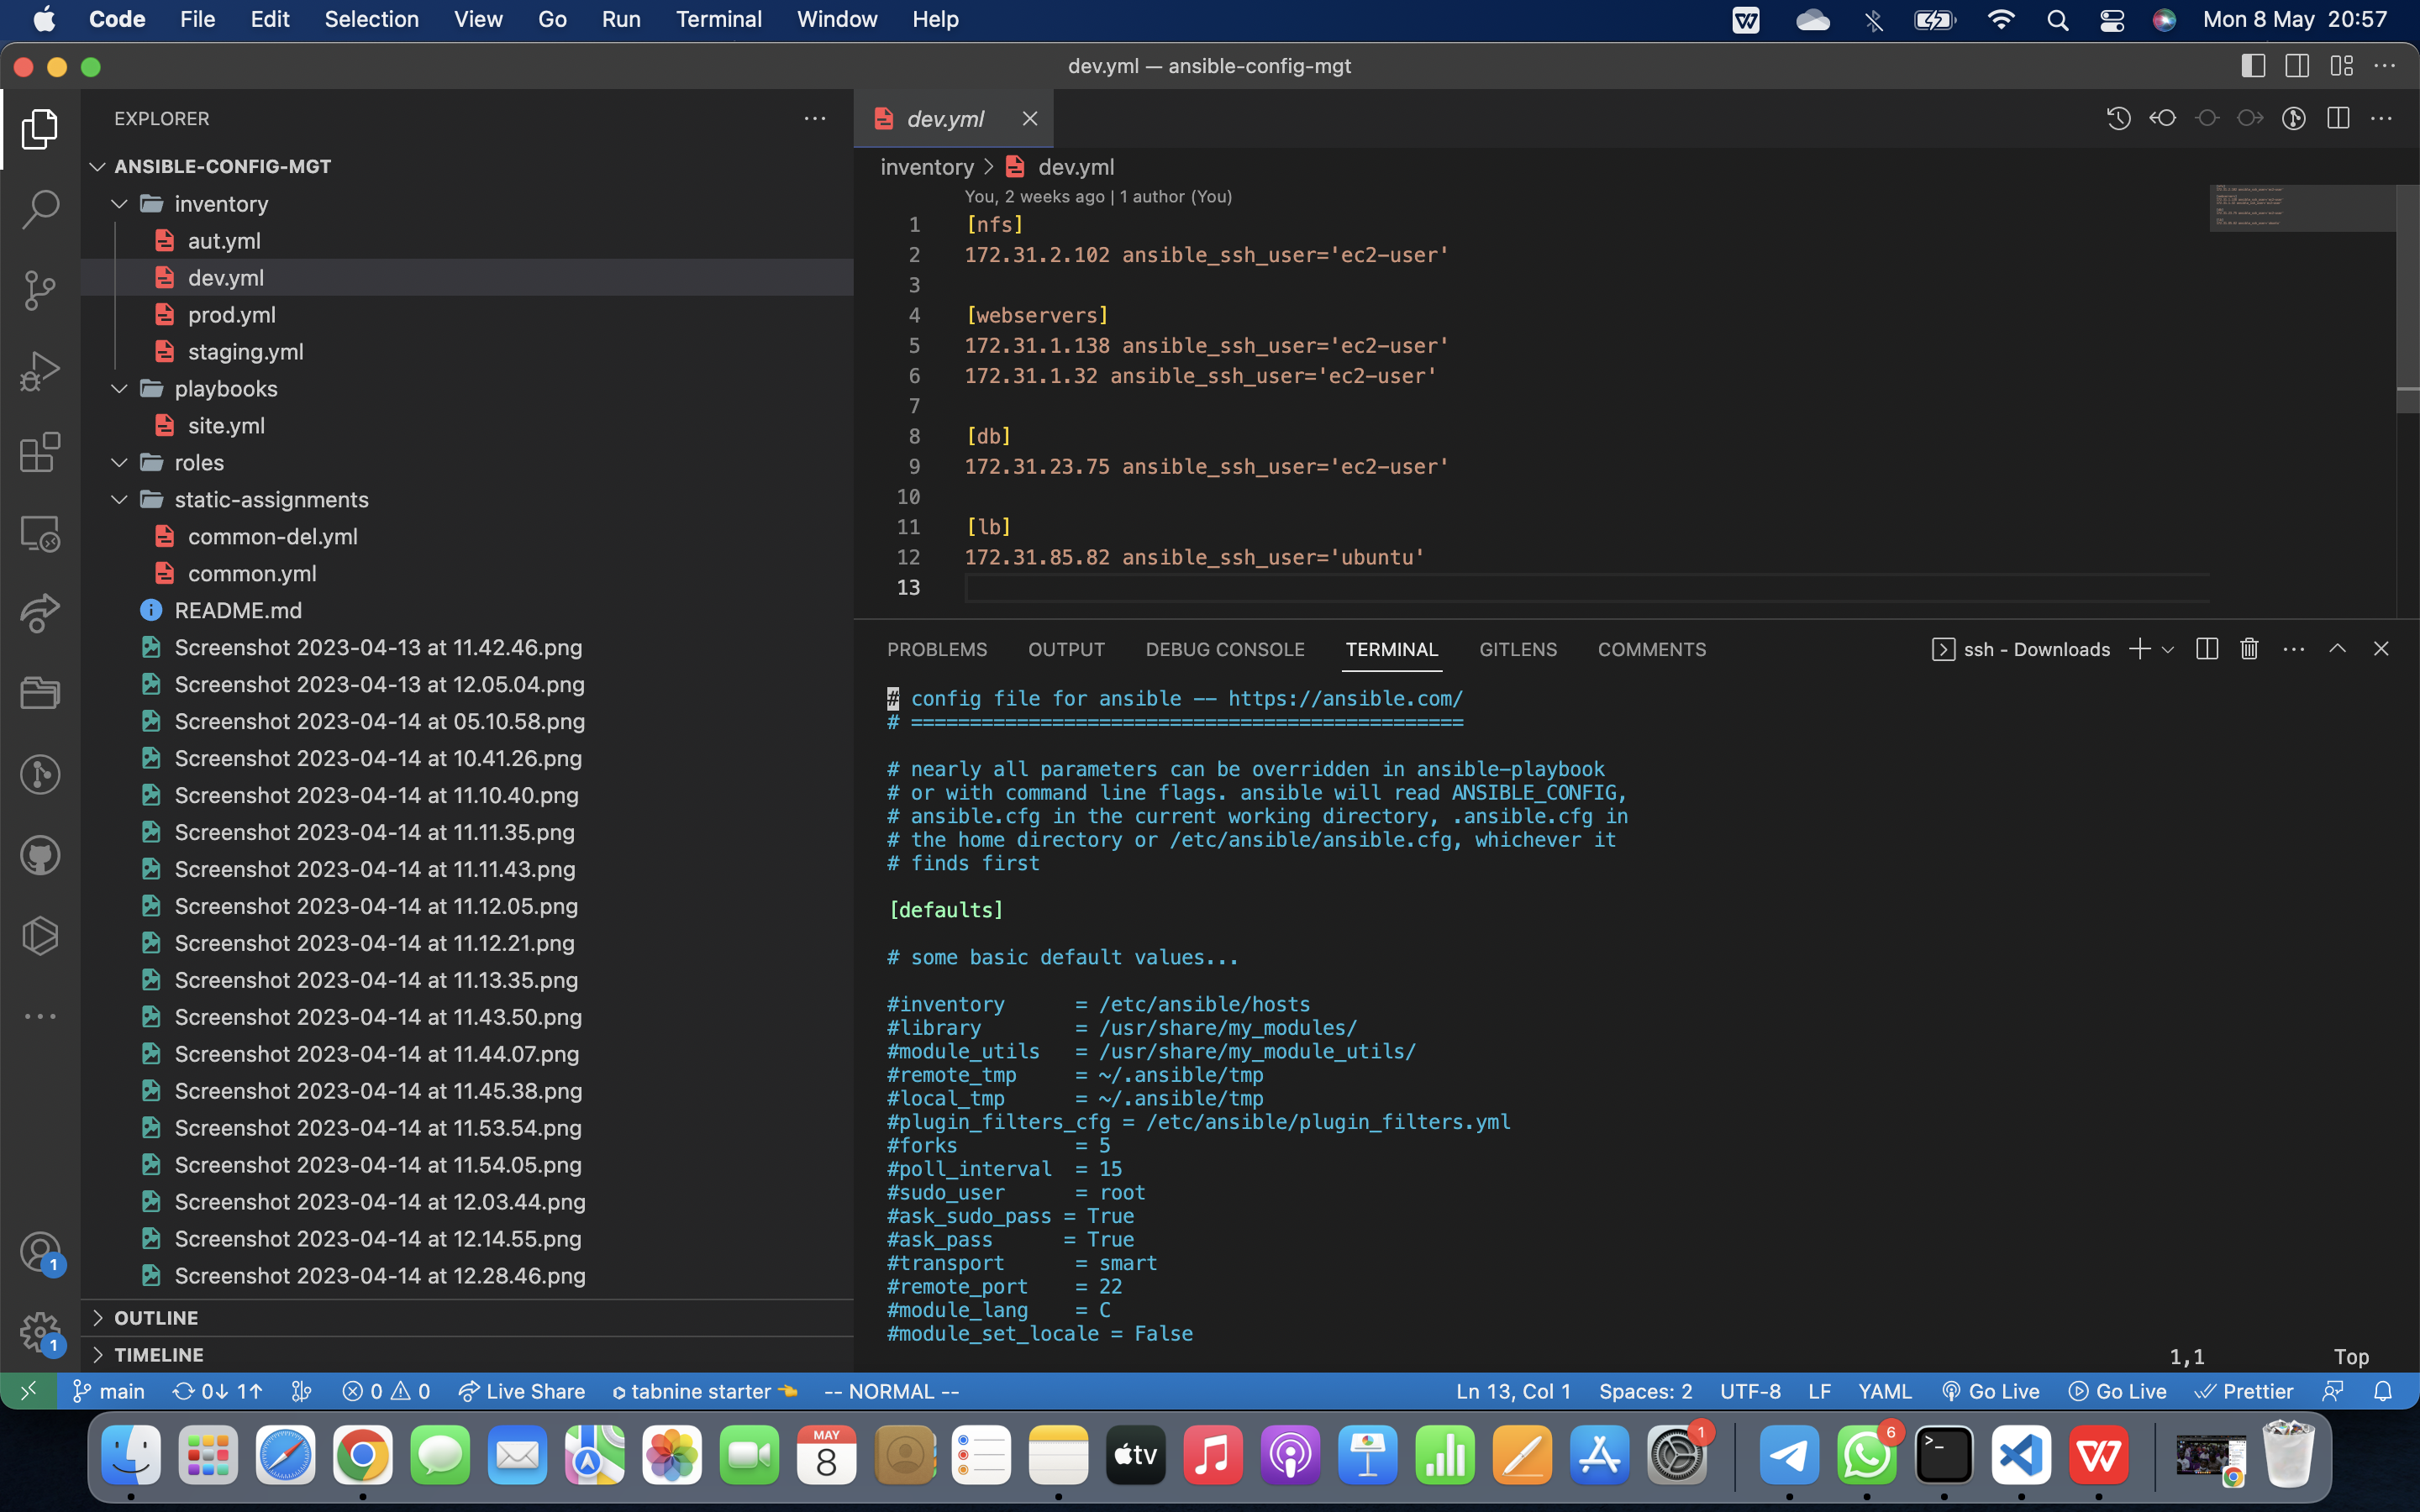 Code File Edit Selection View Go Run Terminal Window Help Mon 8 May 20:57
dev.yml — ansible-config-mgt
EXPLORER
ANSIBLE-CONFIG-MGT
inventory
aut.yml
dev.yml
prod.yml
staging.yml
playbooks
site.yml
roles
static-assignments
common-del.yml
common.yml
README.md
Screenshot 2023-04-13 at 11.42.46.png
Screenshot 2023-04-13 at 12.05.04.png
Screenshot 2023-04-14 at 05.10.58.png
Screenshot 2023-04-14 at 10.41.26.png
Screenshot 2023-04-14 at 11.10.40.png
Screenshot 2023-04-14 at 11.11.35.png
Screenshot 2023-04-14 at 11.11.43.png
Screenshot 2023-04-14 at 11.12.05.png
Screenshot 2023-04-14 at 11.12.21.png
Screenshot 2023-04-14 at 11.13.35.png
Screenshot 2023-04-14 at 11.43.50.png
Screenshot 2023-04-14 at 11.44.07.png
Screenshot 2023-04-14 at 11.45.38.png
Screenshot 2023-04-14 at 11.53.54.png
Screenshot 2023-04-14 at 11.54.05.png
Screenshot 2023-04-14 at 12.03.44.png
Screenshot 2023-04-14 at 12.14.55.png
Screenshot 2023-04-14 at 12.28.46.png
OUTLINE
TIMELINE
1
1
dev.yml
inventory > dev.yml
You, 2 weeks ago | 1 author (You)
1 [nfs]
2 172.31.2.102 ansible_ssh_user='ec2-user'
3
4 [webservers]
5 172.31.1.138 ansible_ssh_user='ec2-user'
6 172.31.1.32 ansible_ssh_user='ec2-user'
7
8 [db]
9 172.31.23.75 ansible_ssh_user='ec2-user'
10
11 [lb]
12 172.31.85.82 ansible_ssh_user='ubuntu'
13
PROBLEMS OUTPUT DEBUG CONSOLE TERMINAL GITLENS COMMENTS ssh - Downloads
# config file for ansible -- https://ansible.com/
# ===============================================
# nearly all parameters can be overridden in ansible-playbook
# or with command line flags. ansible will read ANSIBLE_CONFIG,
# ansible.cfg in the current working directory, .ansible.cfg in
# the home directory or /etc/ansible/ansible.cfg, whichever it
# finds first
[defaults]
# some basic default values...
#inventory = /etc/ansible/hosts
#library = /usr/share/my_modules/
#module_utils = /usr/share/my_module_utils/
#remote_tmp = ~/.ansible/tmp
#local_tmp = ~/.ansible/tmp
#plugin_filters_cfg = /etc/ansible/plugin_filters.yml
#forks = 5
#poll_interval = 15
#sudo_user = root
#ask_sudo_pass = True
#ask_pass = True
#transport = smart
#remote_port = 22
#module_lang = C
#module_set_locale = False
1,1 Top
main 0↓ 1↑ 0 0 Live Share tabnine starter -- NORMAL -- Ln 13, Col 1 Spaces: 2 UTF-8 LF YAML Go Live Go Live Prettier
MAY
8
tv
1
6